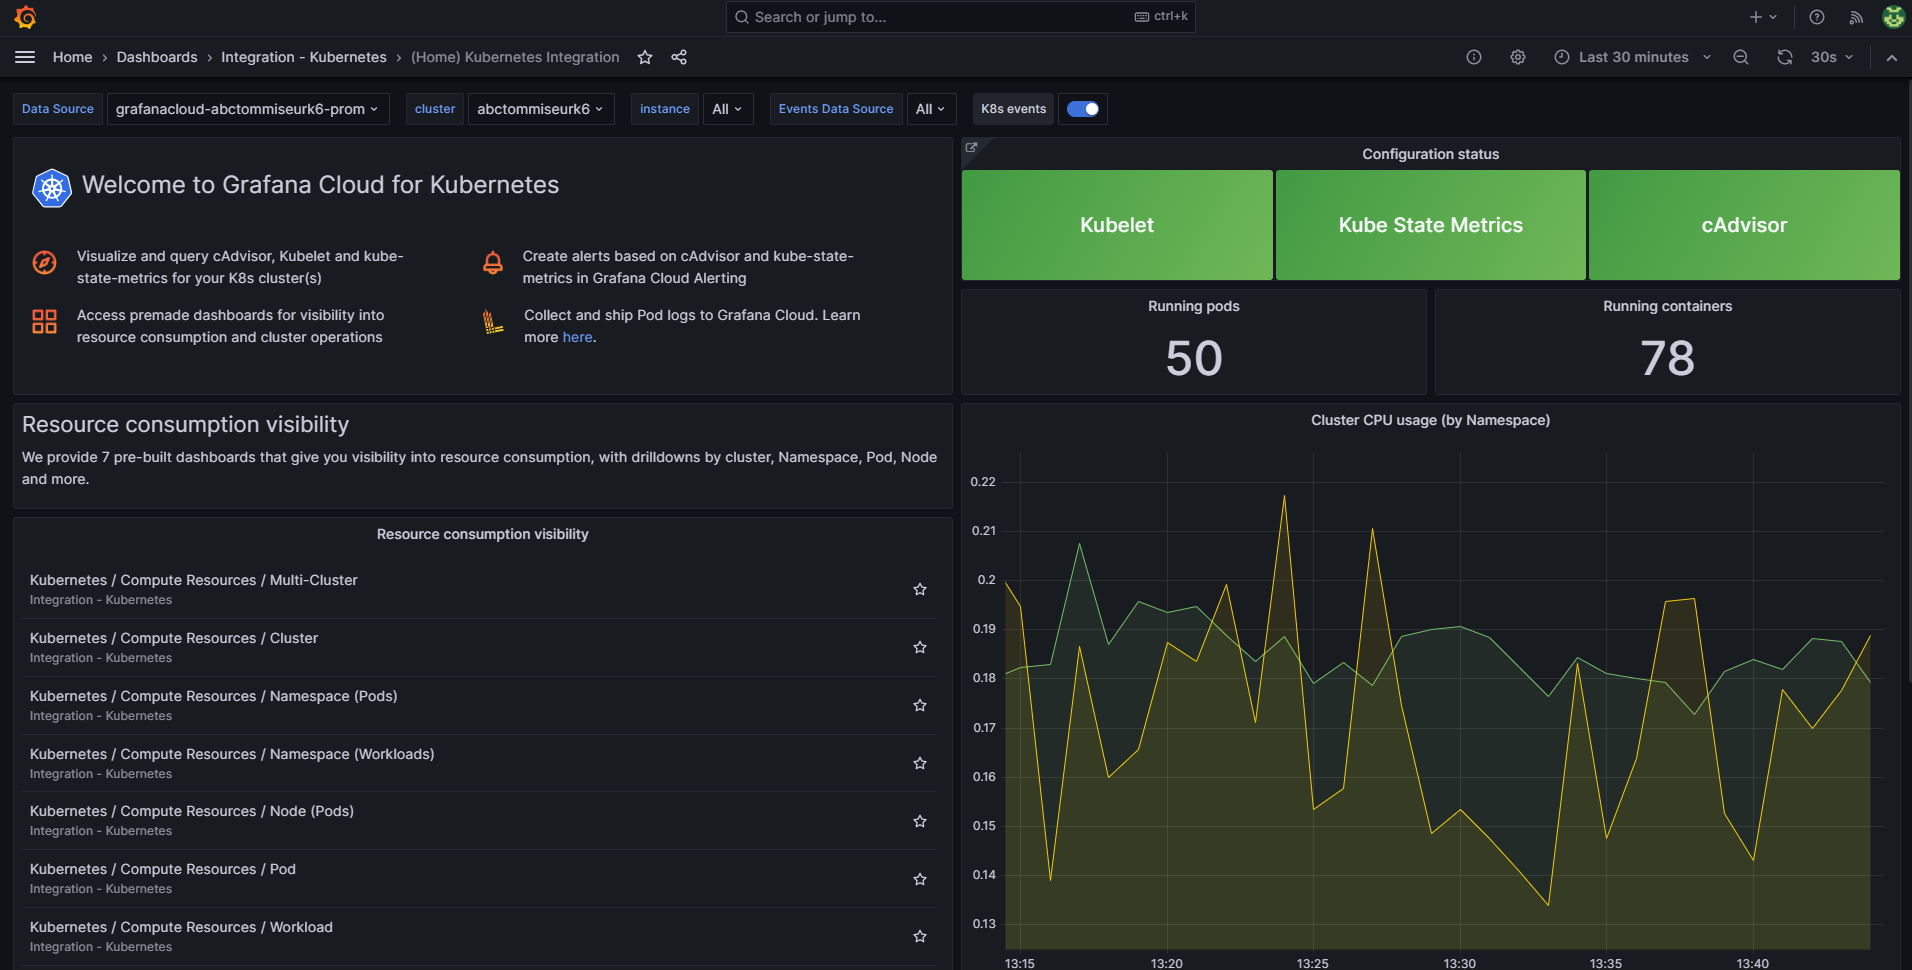 Search or jump to...
ctrl+k
Home › Dashboards › Integration - Kubernetes › (Home) Kubernetes Integration
Last 30 minutes
30s
Data Source
grafanacloud-abctommiseurk6-prom
cluster
abctommiseurk6
instance
All
Events Data Source
All
K8s events
Welcome to Grafana Cloud for Kubernetes
Visualize and query cAdvisor, Kubelet and kube-
state-metrics for your K8s cluster(s)
Create alerts based on cAdvisor and kube-state-
metrics in Grafana Cloud Alerting
Access premade dashboards for visibility into
resource consumption and cluster operations
Collect and ship Pod logs to Grafana Cloud. Learn
more here.
Configuration status
Kubelet
Kube State Metrics
cAdvisor
Running pods
50
Running containers
78
Resource consumption visibility
We provide 7 pre-built dashboards that give you visibility into resource consumption, with drilldowns by cluster, Namespace, Pod, Node
and more.
Resource consumption visibility
Kubernetes / Compute Resources / Multi-Cluster
Integration - Kubernetes
Kubernetes / Compute Resources / Cluster
Integration - Kubernetes
Kubernetes / Compute Resources / Namespace (Pods)
Integration - Kubernetes
Kubernetes / Compute Resources / Namespace (Workloads)
Integration - Kubernetes
Kubernetes / Compute Resources / Node (Pods)
Integration - Kubernetes
Kubernetes / Compute Resources / Pod
Integration - Kubernetes
Kubernetes / Compute Resources / Workload
Integration - Kubernetes
Cluster CPU usage (by Namespace)
0.22
0.21
0.2
0.19
0.18
0.17
0.16
0.15
0.14
0.13
13:15
13:20
13:25
13:30
13:35
13:40